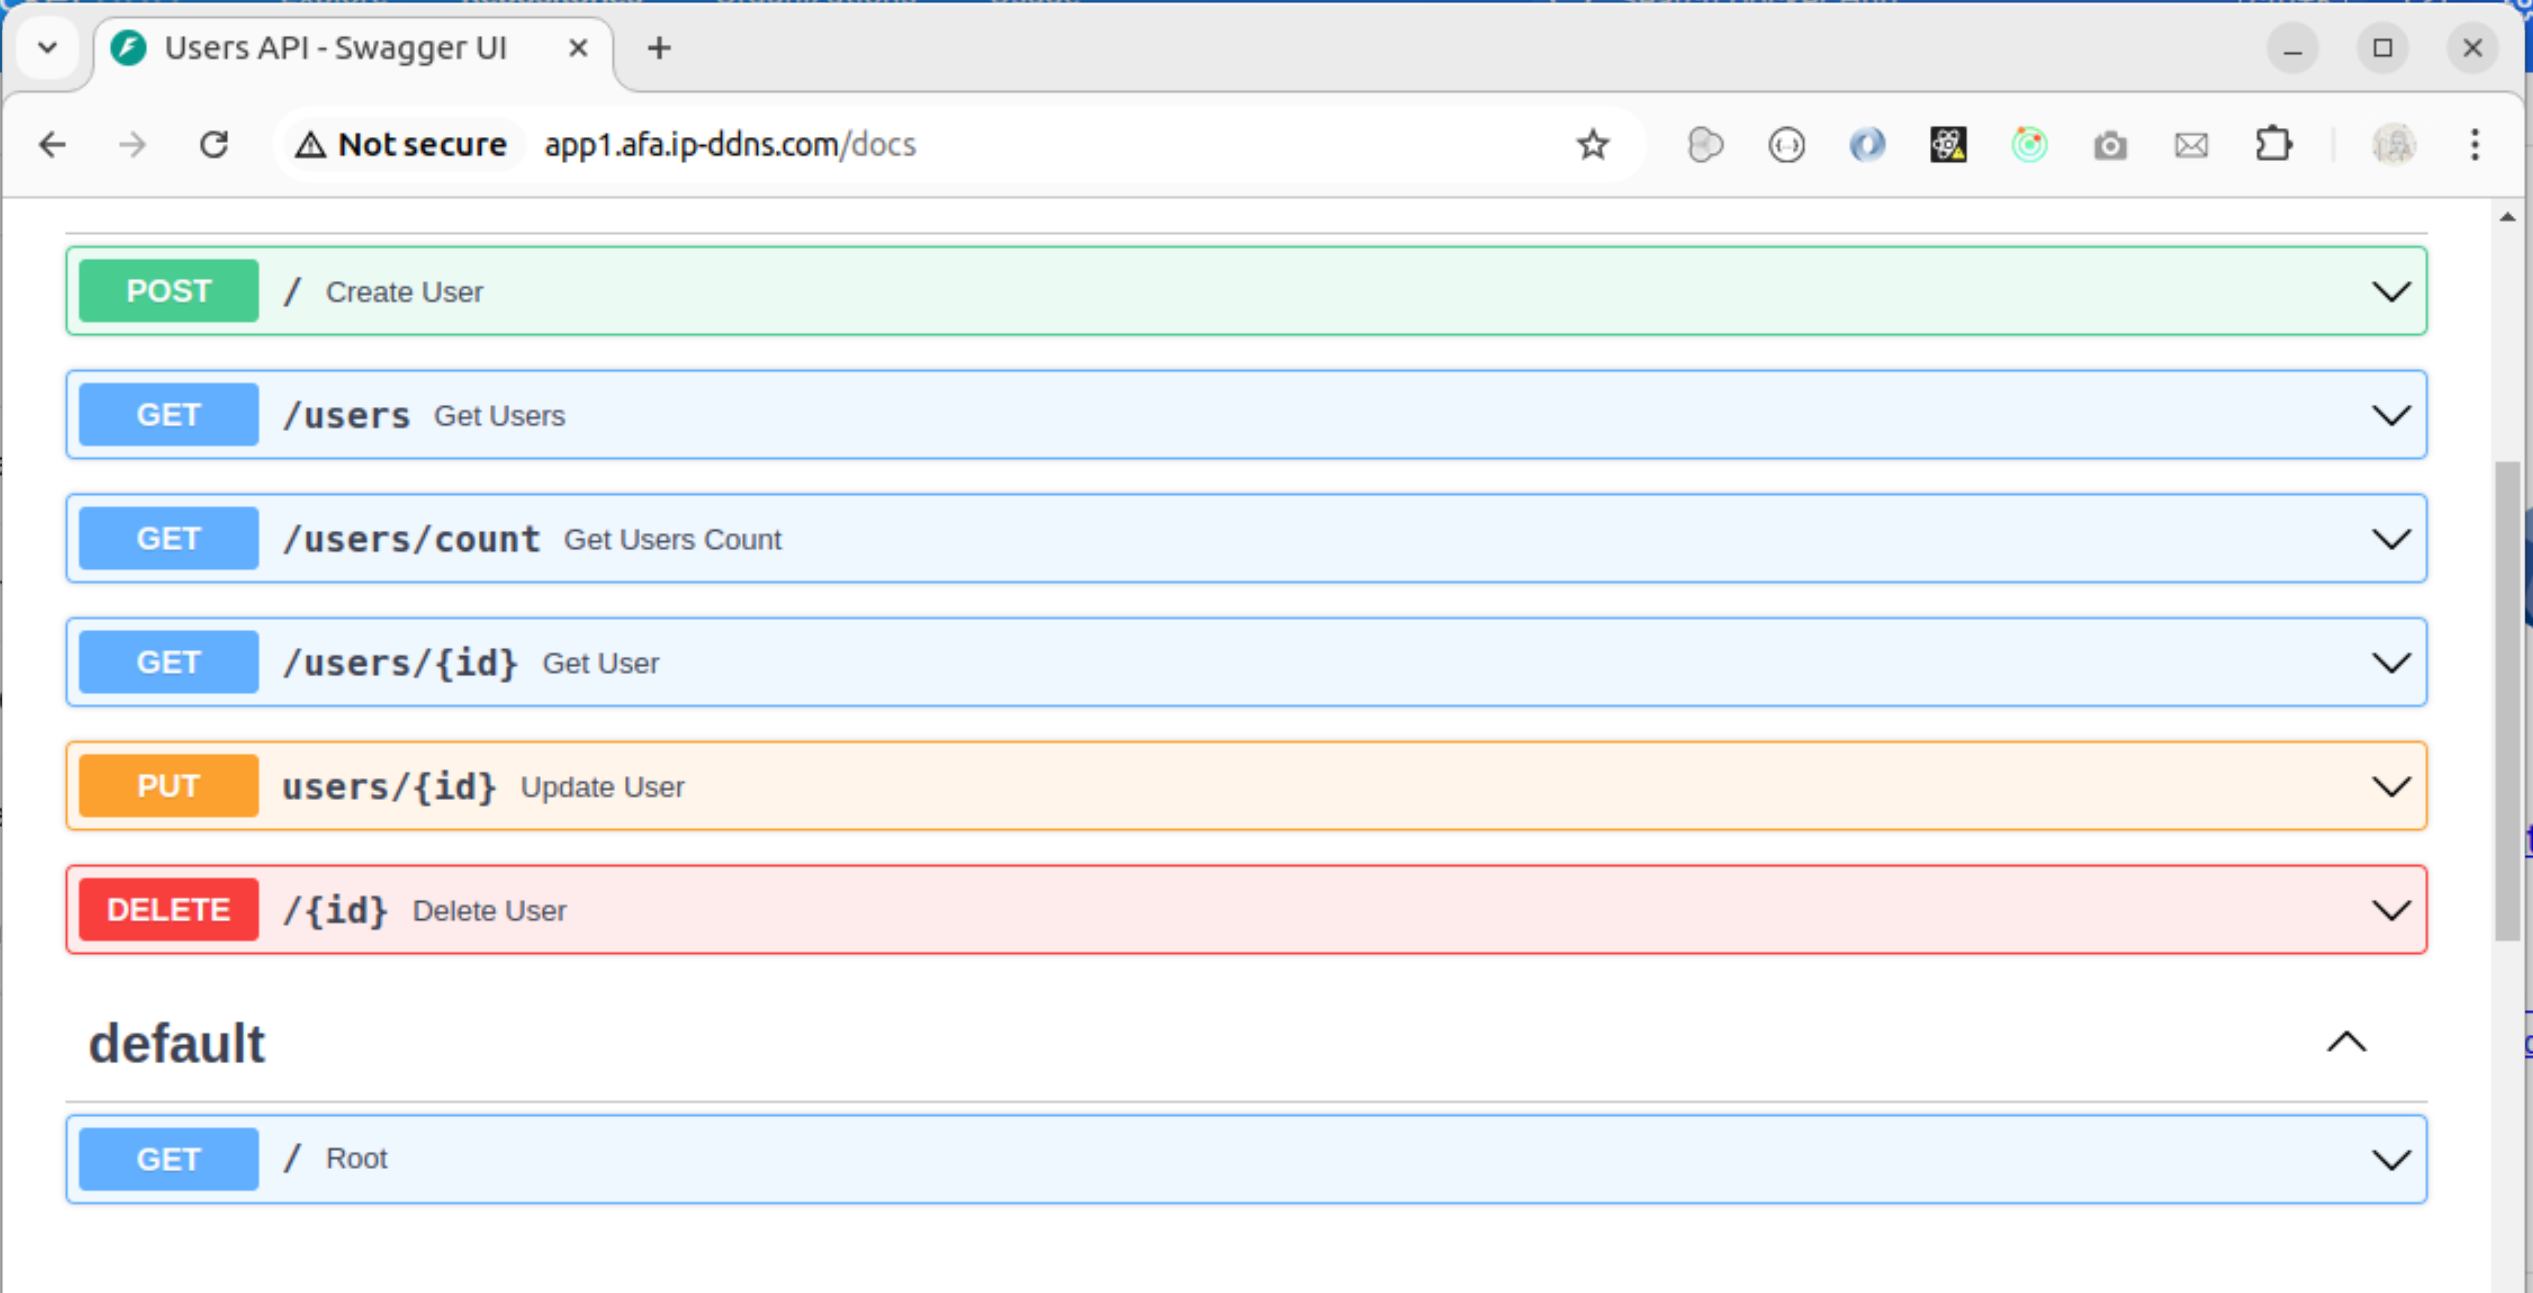 Users API - Swagger UI
Not secure app1.afa.ip-ddns.com/docs
POST / Create User
GET /users Get Users
GET /users/count Get Users Count
GET /users/{id} Get User
PUT users/{id} Update User
DELETE /{id} Delete User
default
GET / Root